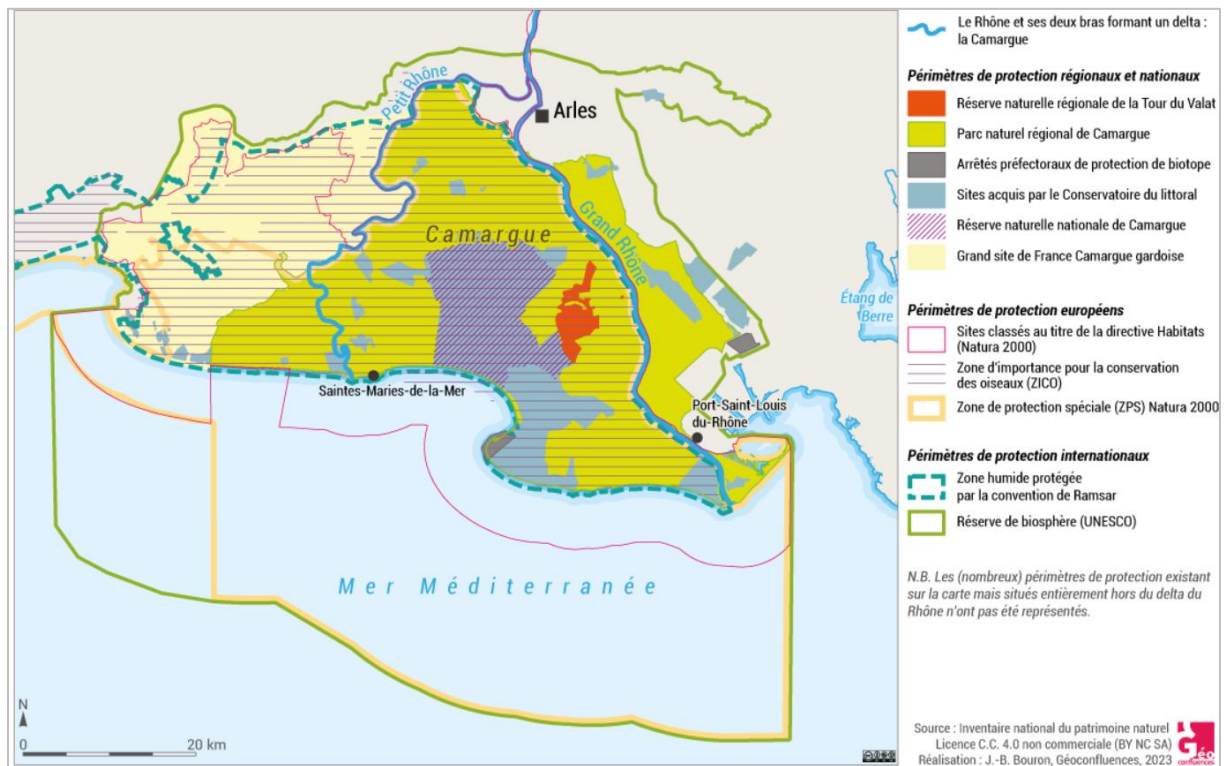 Petit Rhône
Arles
Camargue
Grand Rhône
Étang de
Berre
Saintes-Maries-de-la-Mer
Port-Saint-Louis
du-Rhône
Mer Méditerranée
N
0 20 km
Le Rhône et ses deux bras formant un delta :
la Camargue
Périmètres de protection régionaux et nationaux
Réserve naturelle régionale de la Tour du Valat
Parc naturel régional de Camargue
Arrêtés préfectoraux de protection de biotope
Sites acquis par le Conservatoire du littoral
Réserve naturelle nationale de Camargue
Grand site de France Camargue gardoise
Périmètres de protection européens
Sites classés au titre de la directive Habitats
(Natura 2000)
Zone d'importance pour la conservation
des oiseaux (ZICO)
Zone de protection spéciale (ZPS) Natura 2000
Périmètres de protection internationaux
Zone humide protégée
par la convention de Ramsar
Réserve de biosphère (UNESCO)
N.B. Les (nombreux) périmètres de protection existant
sur la carte mais situés entièrement hors du delta du
Rhône n'ont pas été représentés.
Source : Inventaire national du patrimoine naturel
Licence C.C. 4.0 non commerciale (BY NC SA)
Réalisation : J.-B. Bouron, Géoconfluences, 2023
Géo
confluences